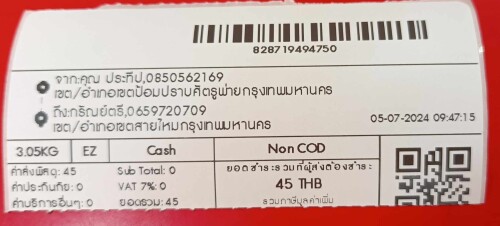 828719494750
จาก:คุณ ประทีป,0850562169
เขต/อำเภอเขตป้อมปราบศัตรูพ่ายกรุงเทพมหานคร
ถึง:กรัณย์ตรี,0659720709
เขต/อำเภอเขตสายไหมกรุงเทพมหานคร
05-07-2024 09:47:15
3.05KG EZ Cash Non COD
ค่าส่งพัสดุ: 45 Sub Total: 0 ยอดชำระรวมที่ผู้ส่งต้องชำระ
ค่าประกันภัย: 0 VAT 7%: 0 45 THB
ค่าบริการอื่นๆ: 0 ยอดรวม: 45 รวมภาษีมูลค่าเพิ่ม